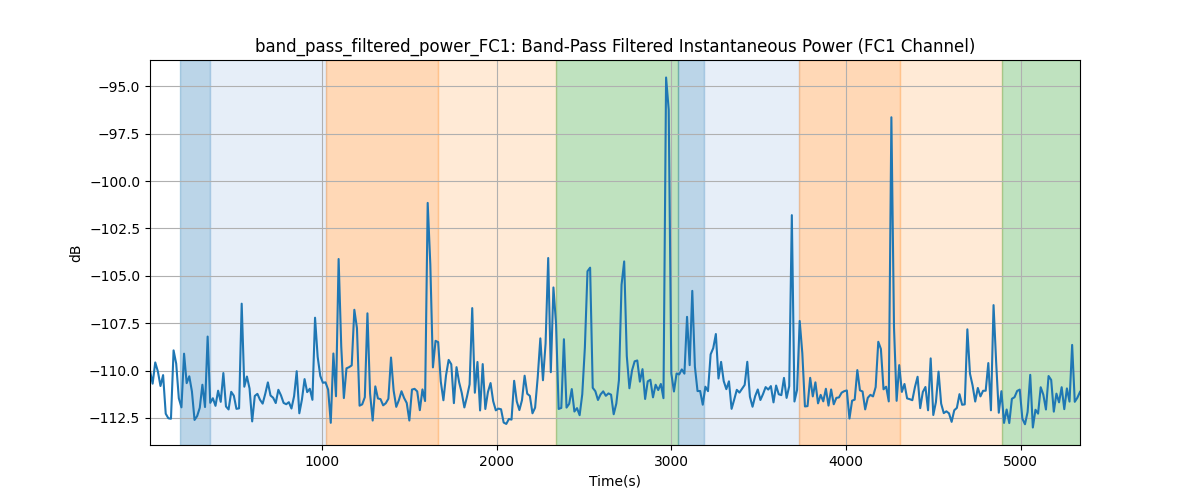 band_pass_filtered_power_FC1: Band-Pass Filtered Instantaneous Power (FC1 Channel)
−95.0
−97.5
−100.0
−102.5
−105.0
−107.5
−110.0
−112.5
dB
1000 2000 3000 4000 5000
Time(s)